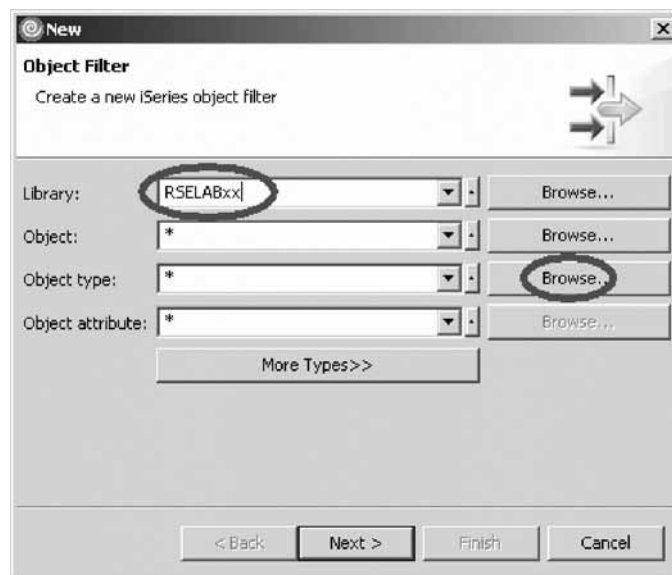 New
Object Filter
Create a new iSeries object filter
Library: RSELABxx Browse...
Object: * Browse...
Object type: * Browse...
Object attribute: * Browse...
More Types>>
< Back Next > Finish Cancel